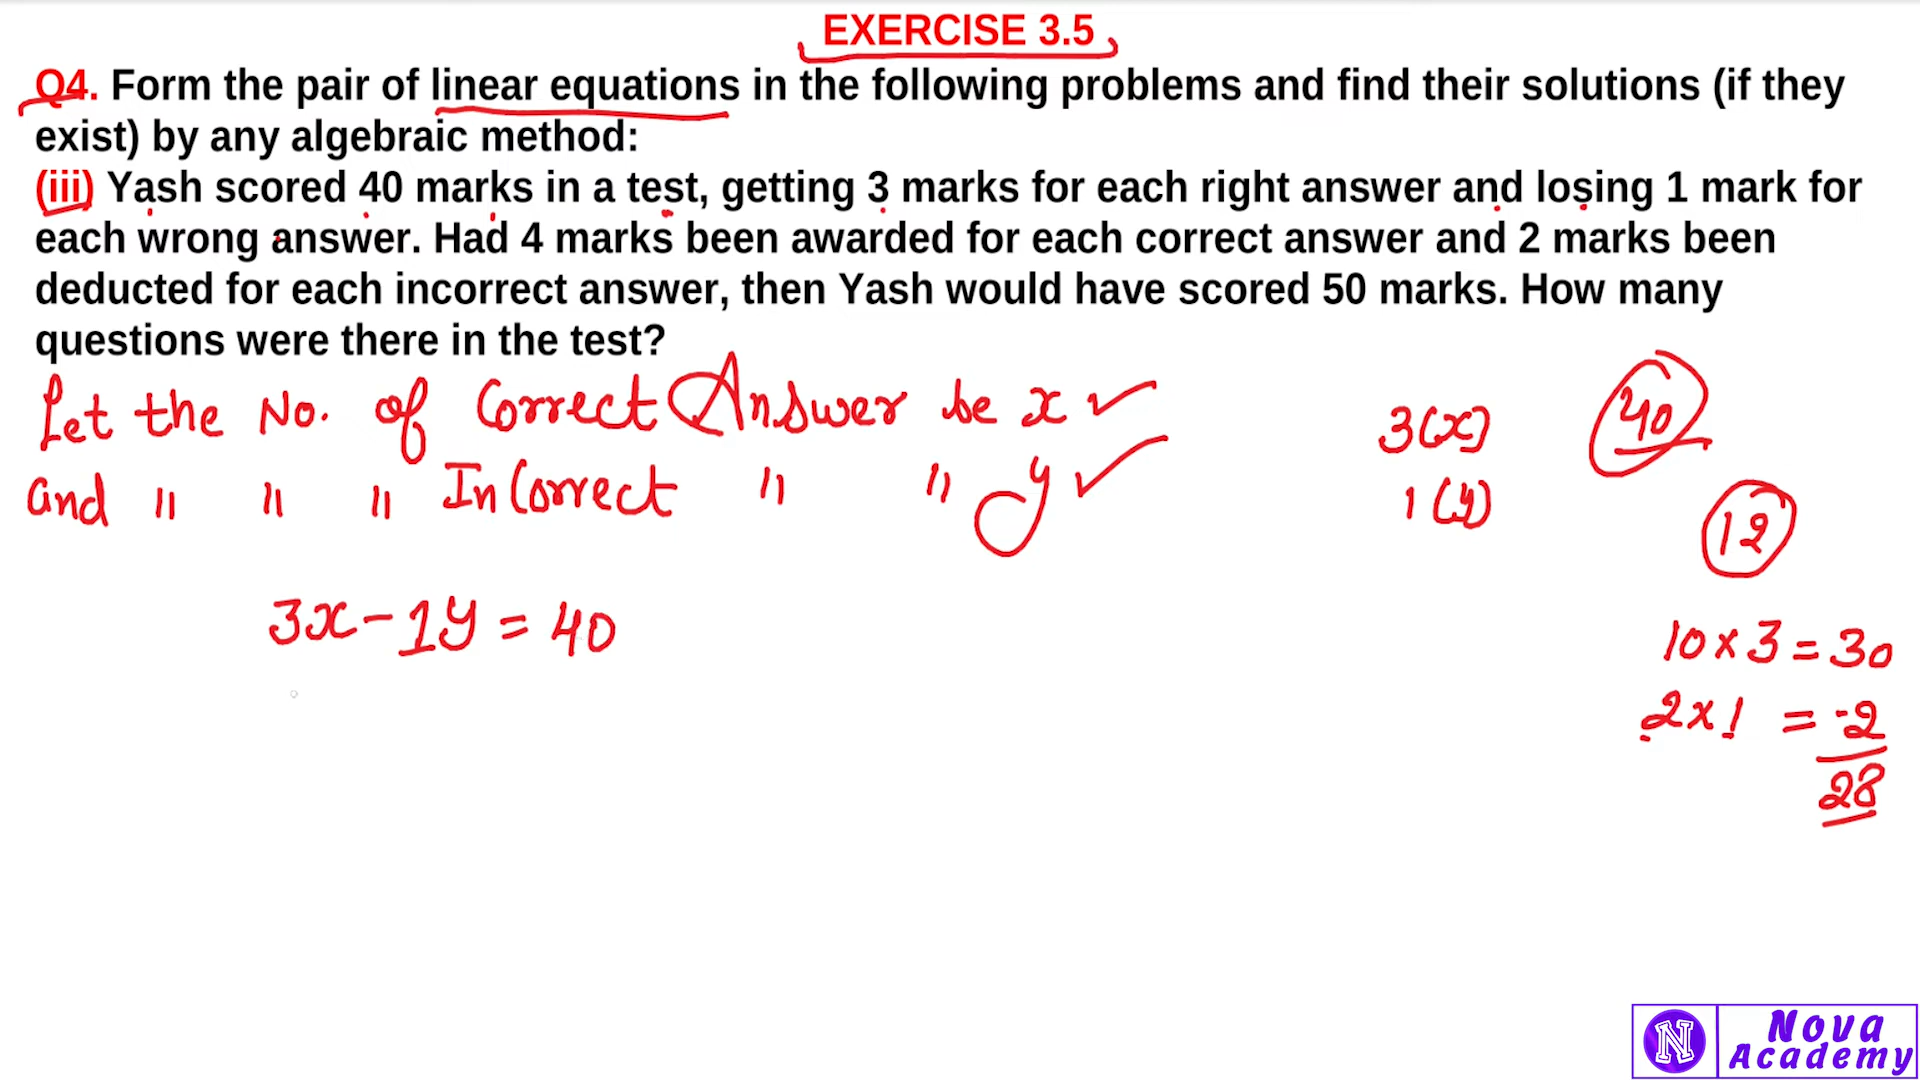 EXERCISE 3.5
Q4. Form the pair of linear equations in the following problems and find their solutions (if they
exist) by any algebraic method:
(iii) Yash scored 40 marks in a test, getting 3 marks for each right answer and losing 1 mark for
each wrong answer. Had 4 marks been awarded for each correct answer and 2 marks been
deducted for each incorrect answer, then Yash would have scored 50 marks. How many
questions were there in the test?
Let the No. of Correct Answer be x ✓
and " " " InCorrect " " y ✓
3(x)
1(y)
40
12
3x - 1y = 40
10 × 3 = 30
2 × 1 = -2
28
N
Nova
Academy